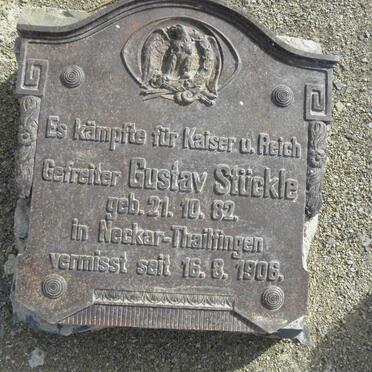 Es kämpfte für Kaiser u. Reich
Gefreiter Gustav Stückle
geb. 21. 10. 82.
in Neckar-Thailfingen
vermisst seit 16. 8. 1906.